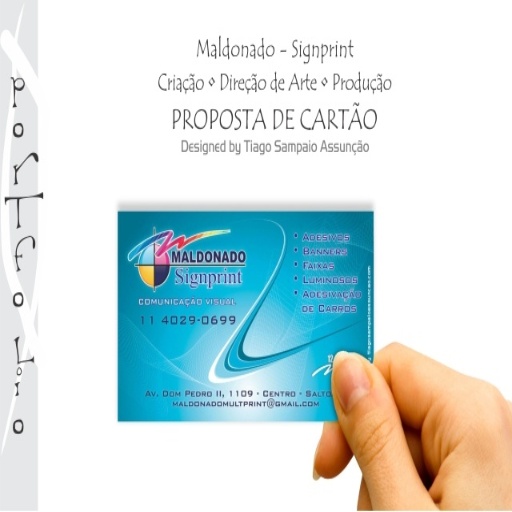 Maldonado - Signprint
Criação ◦ Direção de Arte ◦ Produção
PROPOSTA DE CARTÃO
Designed by Tiago Sampaio Assunção
portfolio
MALDONADO
Signprint
COMUNICAÇÃO VISUAL
11 4029-0699
• ADESIVOS
• BANNERS
• FAIXAS
• LUMINOSOS
• ADESIVAÇÃO
DE CARROS
AV. DOM PEDRO II, 1109 - CENTRO - SALTO
MALDONADOMULTPRINT@GMAIL.COM